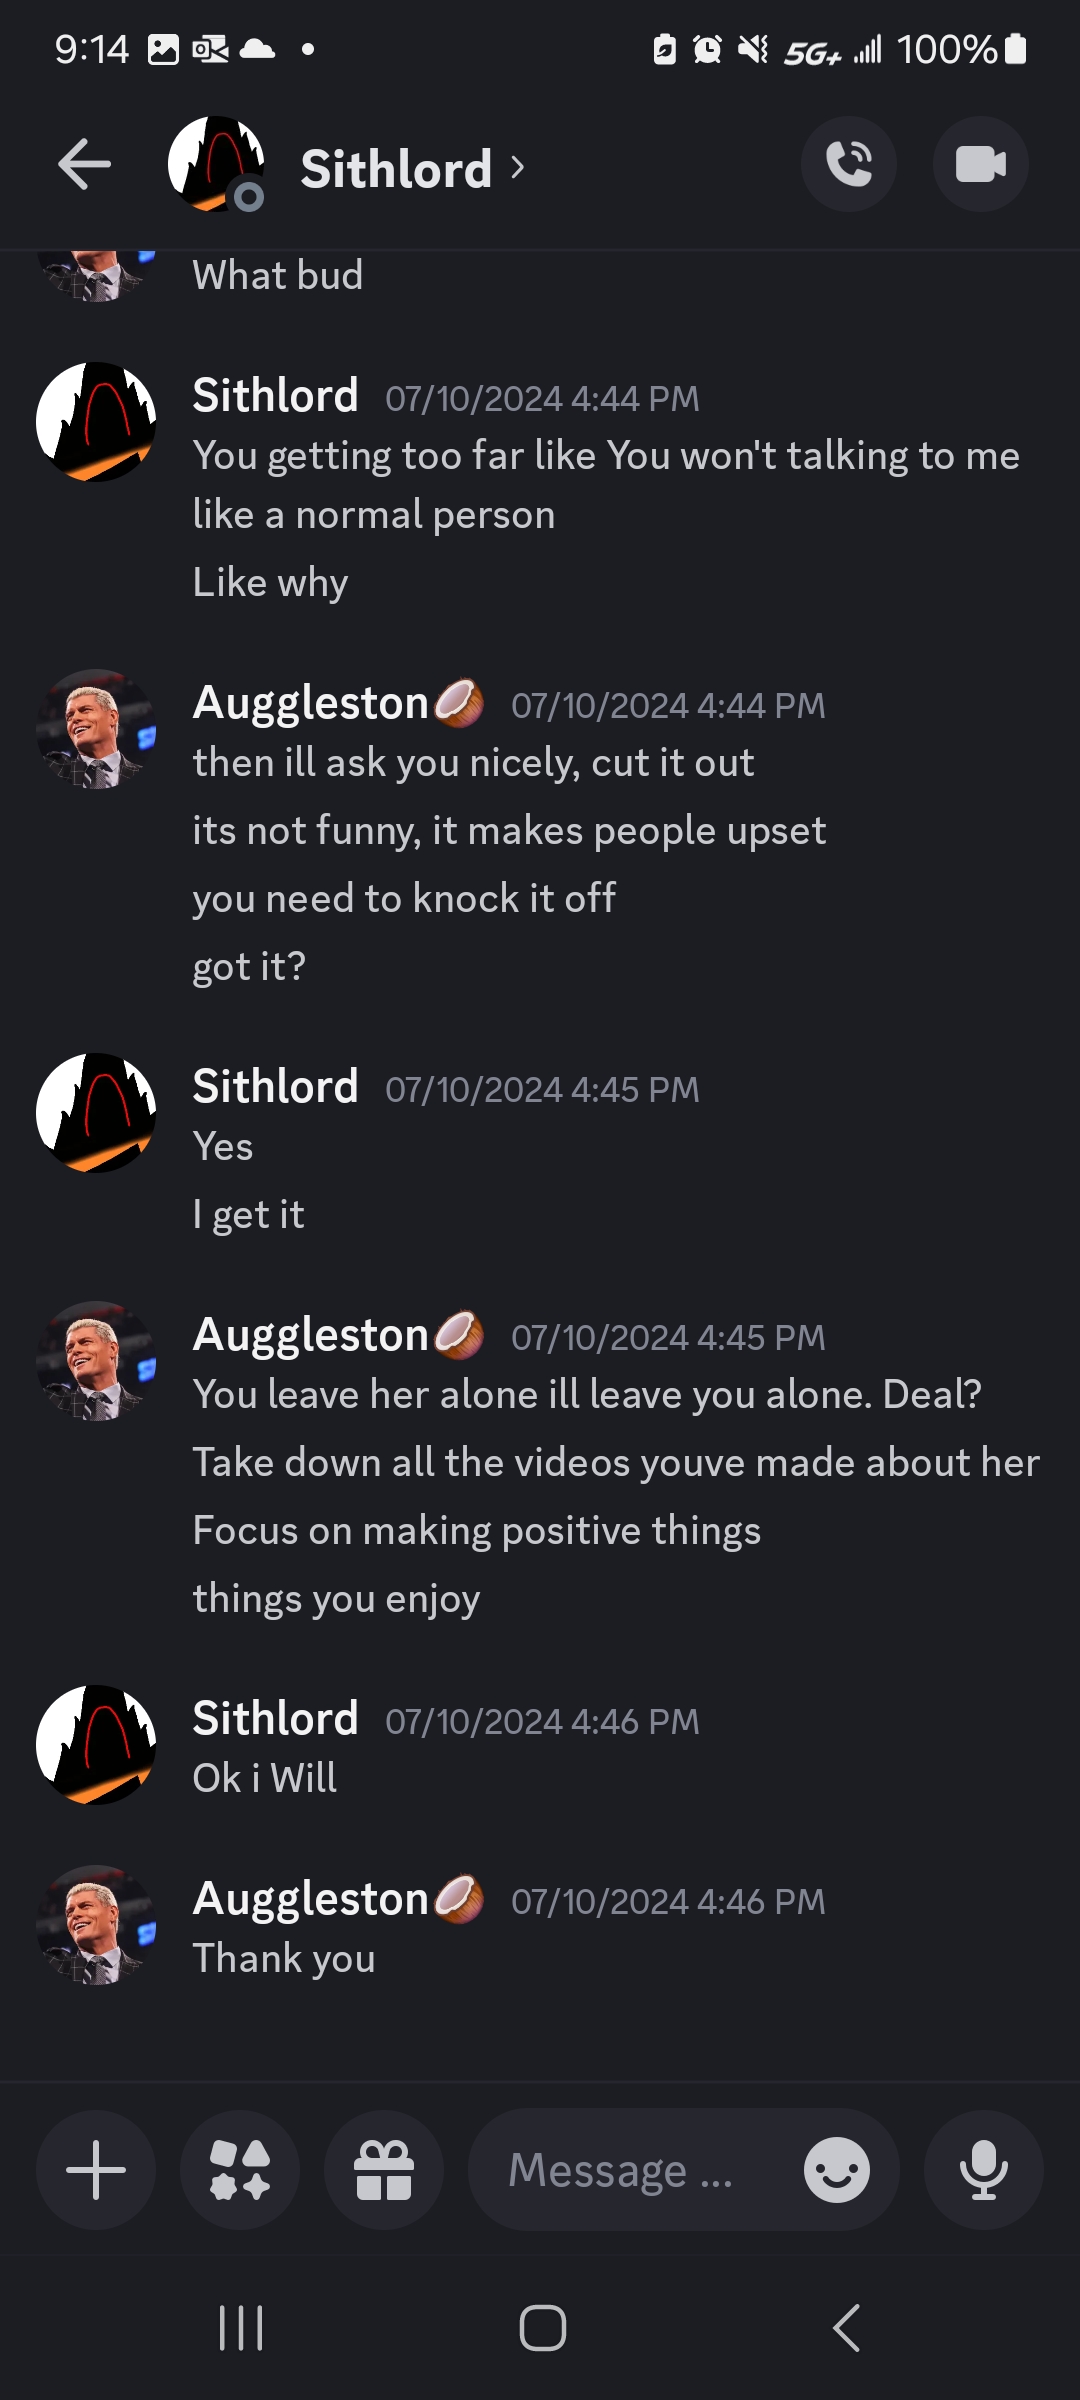 9:14
5G+
100%
Sithlord
What bud
Sithlord 07/10/2024 4:44 PM
You getting too far like You won't talking to me
like a normal person
Like why
Auggleston🥥 07/10/2024 4:44 PM
then ill ask you nicely, cut it out
its not funny, it makes people upset
you need to knock it off
got it?
Sithlord 07/10/2024 4:45 PM
Yes
I get it
Auggleston🥥 07/10/2024 4:45 PM
You leave her alone ill leave you alone. Deal?
Take down all the videos youve made about her
Focus on making positive things
things you enjoy
Sithlord 07/10/2024 4:46 PM
Ok i Will
Auggleston🥥 07/10/2024 4:46 PM
Thank you
Message ...